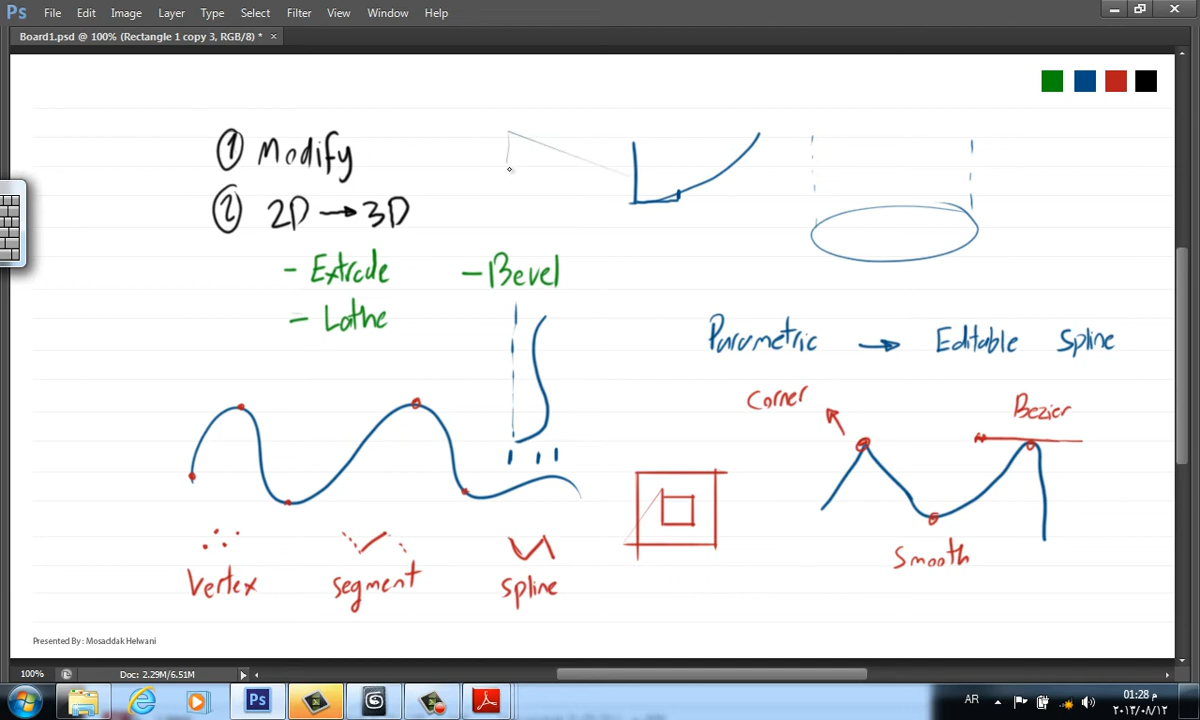 Ps File Edit Image Layer Type Select Filter View Window Help
Board1.psd @ 100% (Rectangle 1 copy 3, RGB/8) * ×
① Modify
② 2D → 3D
- Extrude - Bevel
- Lathe
Parametric → Editable Spline
Corner
Bezier
Smooth
Vertex segment spline
Presented By : Mosaddak Helwani
100% Doc: 2.29M/6.51M
Ps AR 01:28 م
٢٠١٣/٠٨/١٢